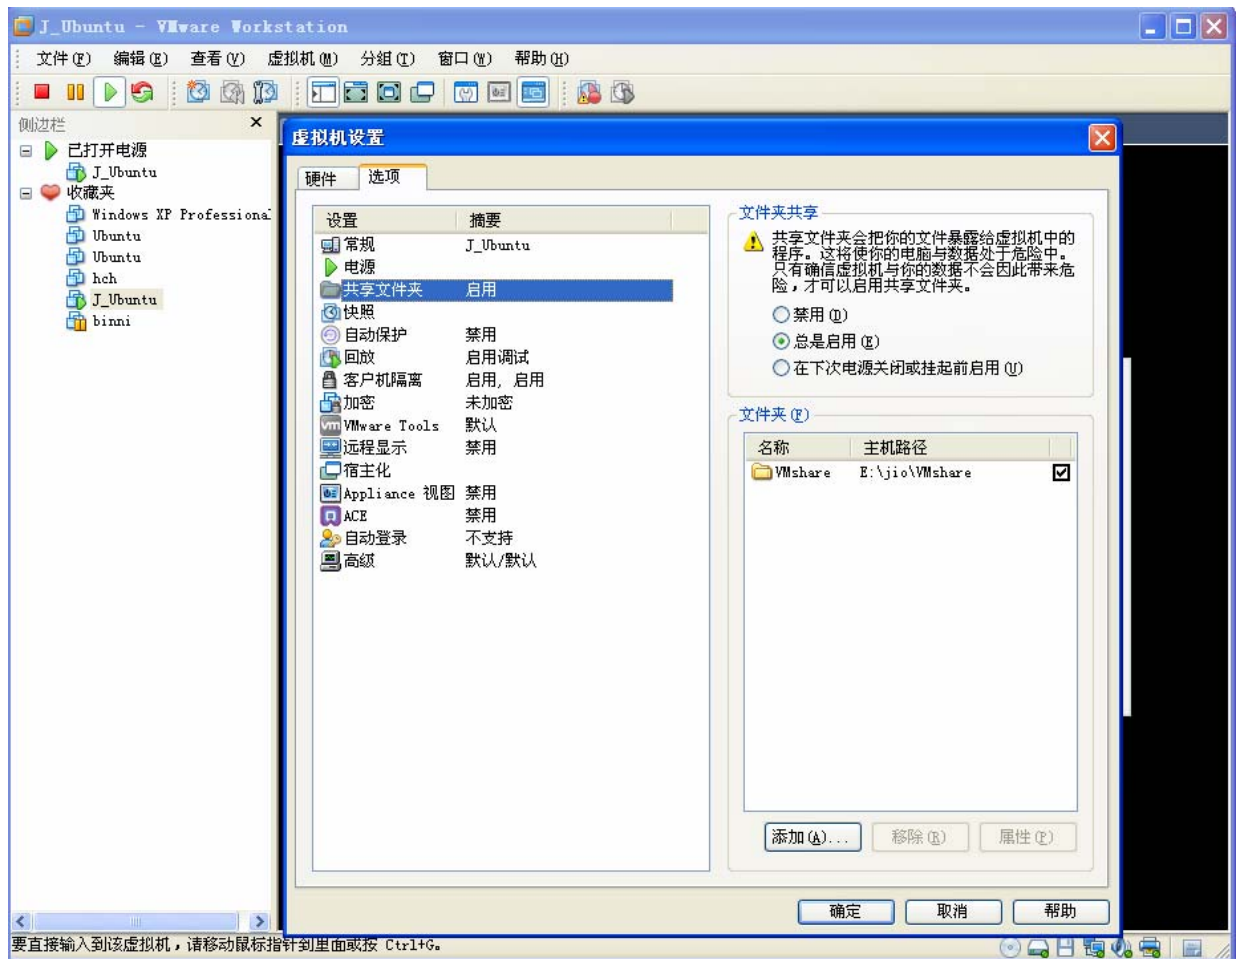 J_Ubuntu - VMware Workstation
文件(F) 编辑(E) 查看(V) 虚拟机(M) 分组(T) 窗口(W) 帮助(H)
侧边栏
已打开电源
J_Ubuntu
收藏夹
Windows XP Professional
Ubuntu
Ubuntu
hch
J_Ubuntu
binni
虚拟机设置
硬件 选项
设置 摘要
常规 J_Ubuntu
电源
共享文件夹 启用
快照
自动保护 禁用
回放 启用调试
客户机隔离 启用, 启用
加密 未加密
VMware Tools 默认
远程显示 禁用
宿主化
Appliance 视图 禁用
ACE 禁用
自动登录 不支持
高级 默认/默认
文件夹共享
共享文件夹会把你的文件暴露给虚拟机中的
程序。这将使你的电脑与数据处于危险中。
只有确信虚拟机与你的数据不会因此带来危
险，才可以启用共享文件夹。
禁用(D)
总是启用(E)
在下次电源关闭或挂起前启用(U)
文件夹(F)
名称 主机路径
VMshare E:\jio\VMshare
添加(A)... 移除(R) 属性(P)
确定 取消 帮助
要直接输入到该虚拟机，请移动鼠标指针到里面或按 Ctrl+G。